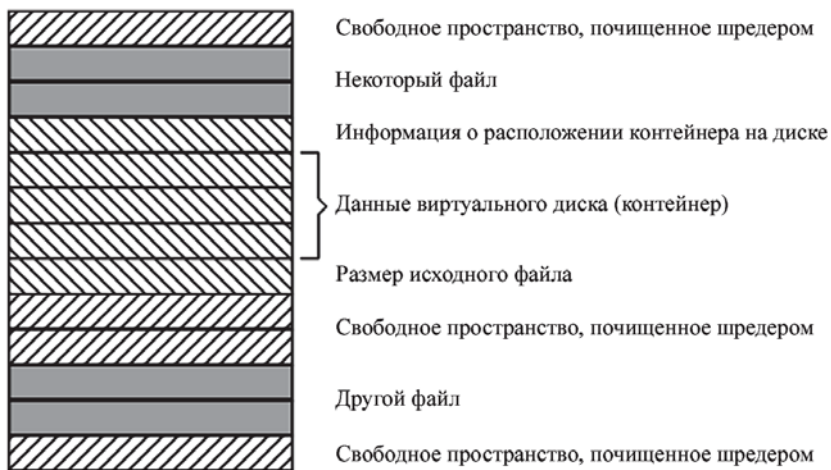 Свободное пространство, почищенное шредером
Некоторый файл
Информация о расположении контейнера на диске
Данные виртуального диска (контейнер)
Размер исходного файла
Свободное пространство, почищенное шредером
Другой файл
Свободное пространство, почищенное шредером